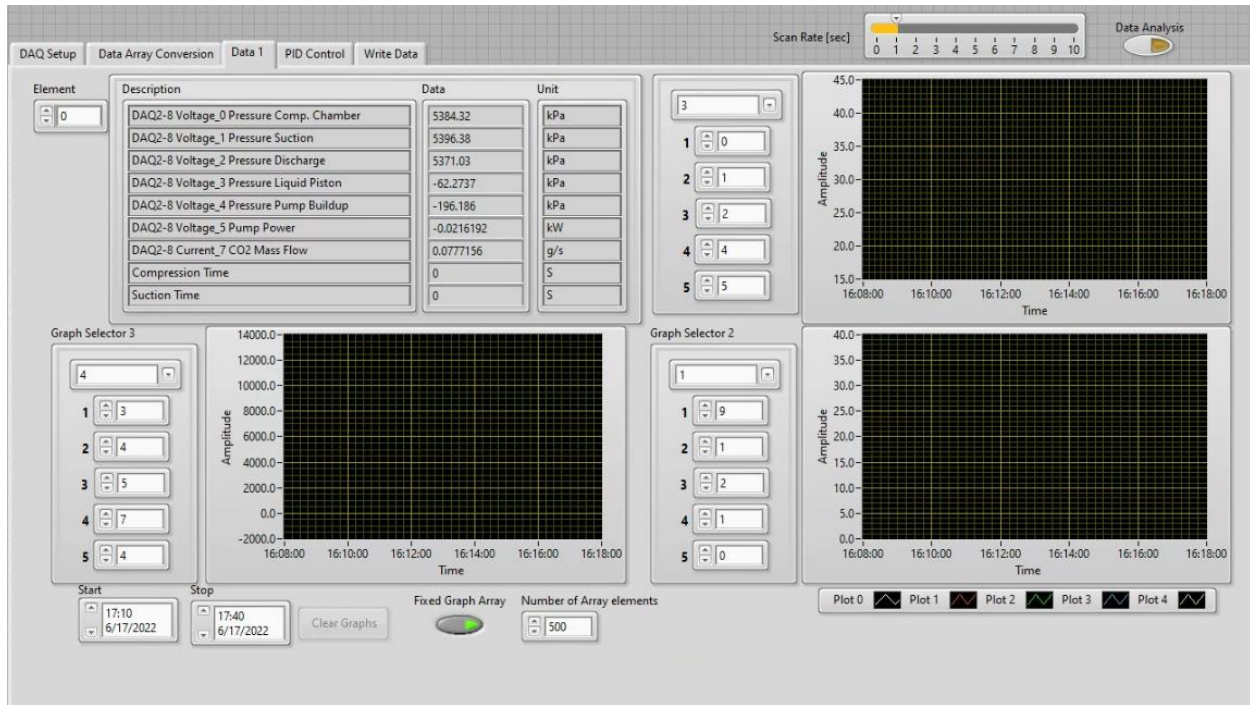 Scan Rate [sec]
0 1 2 3 4 5 6 7 8 9 10
Data Analysis
DAQ Setup Data Array Conversion Data 1 PID Control Write Data
Element
0
Description Data Unit
DAQ2-8 Voltage_0 Pressure Comp. Chamber 5384.32 kPa
DAQ2-8 Voltage_1 Pressure Suction 5396.38 kPa
DAQ2-8 Voltage_2 Pressure Discharge 5371.03 kPa
DAQ2-8 Voltage_3 Pressure Liquid Piston -62.2737 kPa
DAQ2-8 Voltage_4 Pressure Pump Buildup -196.186 kPa
DAQ2-8 Voltage_5 Pump Power -0.0216192 kW
DAQ2-8 Current_7 CO2 Mass Flow 0.0777156 g/s
Compression Time 0 S
Suction Time 0 S
3
1 0
2 1
3 2
4 4
5 5
Amplitude
45.0
40.0
35.0
30.0
25.0
20.0
15.0
16:08:00 16:10:00 16:12:00 16:14:00 16:16:00 16:18:00
Time
Graph Selector 3
4
1 3
2 4
3 5
4 7
5 4
Amplitude
14000.0
12000.0
10000.0
8000.0
6000.0
4000.0
2000.0
0.0
-2000.0
16:08:00 16:10:00 16:12:00 16:14:00 16:16:00 16:18:00
Time
Graph Selector 2
1
1 9
2 1
3 2
4 1
5 0
Amplitude
40.0
35.0
30.0
25.0
20.0
15.0
10.0
5.0
0.0
16:08:00 16:10:00 16:12:00 16:14:00 16:16:00 16:18:00
Time
Start
17:10
6/17/2022
Stop
17:40
6/17/2022
Clear Graphs
Fixed Graph Array
Number of Array elements
500
Plot 0 Plot 1 Plot 2 Plot 3 Plot 4